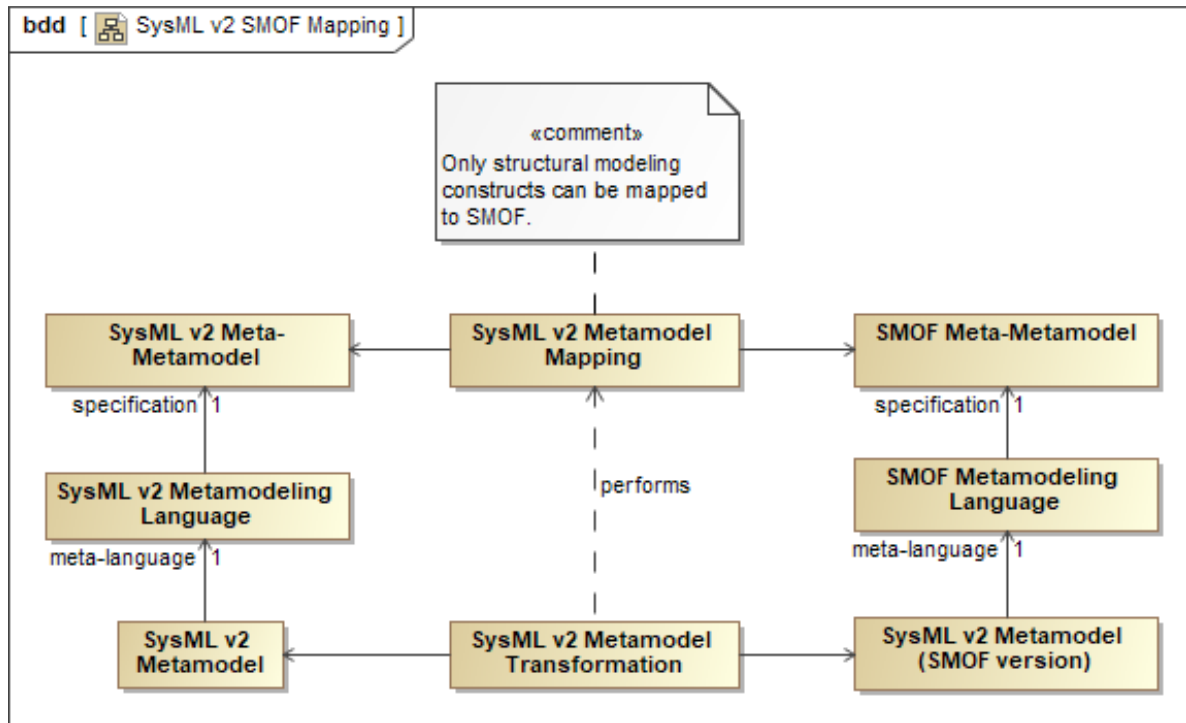 bdd [ SysML v2 SMOF Mapping ]
«comment»
Only structural modeling
constructs can be mapped
to SMOF.
SysML v2 Meta-
Metamodel
SysML v2 Metamodel
Mapping
SMOF Meta-Metamodel
specification 1
specification 1
SysML v2 Metamodeling
Language
performs
SMOF Metamodeling
Language
meta-language 1
meta-language 1
SysML v2
Metamodel
SysML v2 Metamodel
Transformation
SysML v2 Metamodel
(SMOF version)